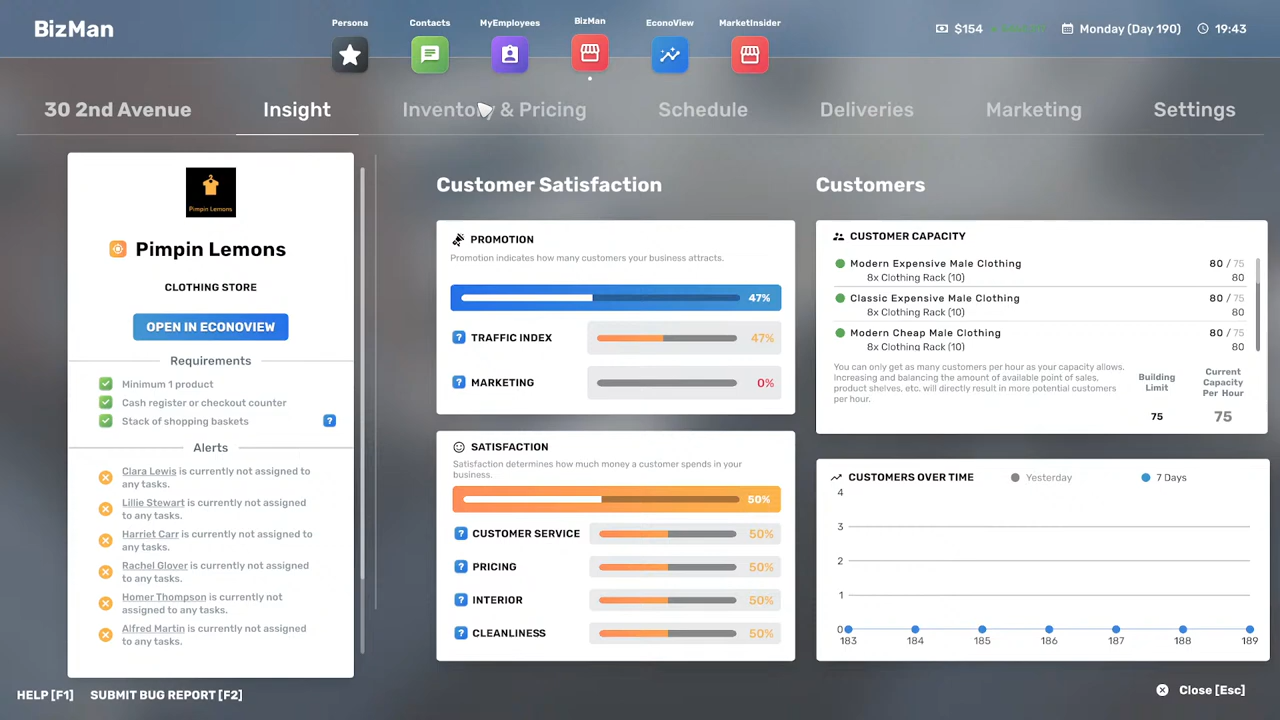 BizMan
Persona
Contacts
MyEmployees
BizMan
EconoView
MarketInsider
$154
Monday (Day 190)
19:43
30 2nd Avenue
Insight
Inventory & Pricing
Schedule
Deliveries
Marketing
Settings
Pimpin Lemons
Pimpin Lemons
CLOTHING STORE
OPEN IN ECONOVIEW
Requirements
Minimum 1 product
Cash register or checkout counter
Stack of shopping baskets ?
Alerts
Clara Lewis is currently not assigned to
any tasks.
Lillie Stewart is currently not assigned
to any tasks.
Harriet Carr is currently not assigned to
any tasks.
Rachel Glover is currently not assigned
to any tasks.
Homer Thompson is currently not
assigned to any tasks.
Alfred Martin is currently not assigned
to any tasks.
Customer Satisfaction
PROMOTION
Promotion indicates how many customers your business attracts.
47%
? TRAFFIC INDEX 47%
? MARKETING 0%
SATISFACTION
Satisfaction determines how much money a customer spends in your
business.
50%
? CUSTOMER SERVICE 50%
? PRICING 50%
? INTERIOR 50%
? CLEANLINESS 50%
Customers
CUSTOMER CAPACITY
Modern Expensive Male Clothing 80 / 75
8x Clothing Rack (10) 80
Classic Expensive Male Clothing 80 / 75
8x Clothing Rack (10) 80
Modern Cheap Male Clothing 80 / 75
8x Clothing Rack (10) 80
You can only get as many customers per hour as your capacity allows.
Increasing and balancing the amount of available point of sales,
product shelves, etc. will directly result in more potential customers
per hour.
Building
Limit
75
Current
Capacity
Per Hour
75
CUSTOMERS OVER TIME
Yesterday
7 Days
4
3
2
1
0
183 184 185 186 187 188 189
HELP [F1]
SUBMIT BUG REPORT [F2]
Close [Esc]